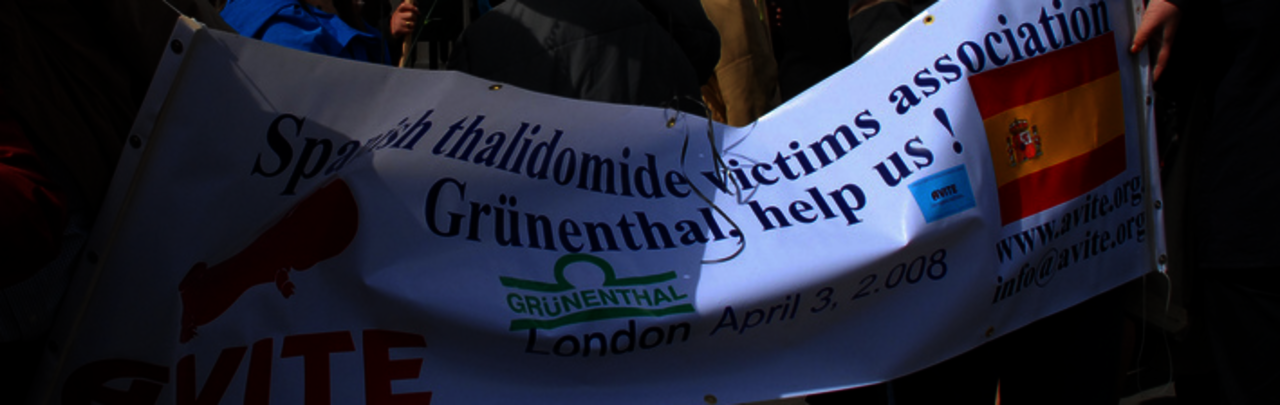 Spanish thalidomide victims association
Grünenthal, help us !
AVITE
www.avite.org
info@avite.org
GRÜNENTHAL
London April 3, 2.008
AVITE